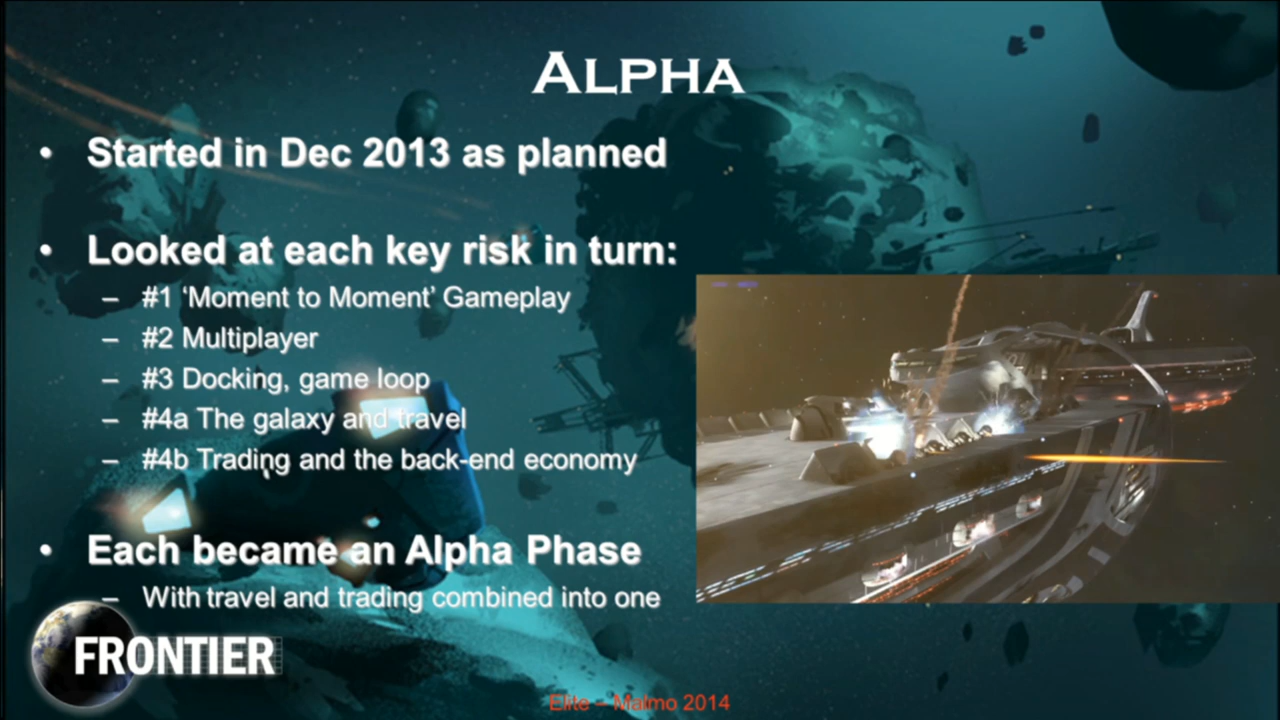 ALPHA
• Started in Dec 2013 as planned
• Looked at each key risk in turn:
– #1 ‘Moment to Moment’ Gameplay
– #2 Multiplayer
– #3 Docking, game loop
– #4a The galaxy and travel
– #4b Trading and the back-end economy
• Each became an Alpha Phase
– With travel and trading combined into one
FRONTIER
Elite – Malmo 2014